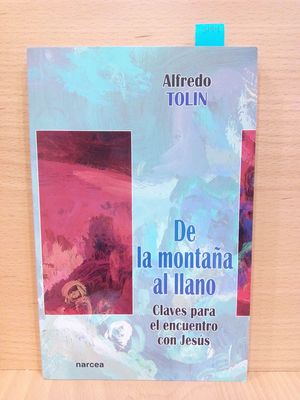 Alfredo
TOLIN
De
la montaña
al llano
Claves para
el encuentro
con Jesús
narcea